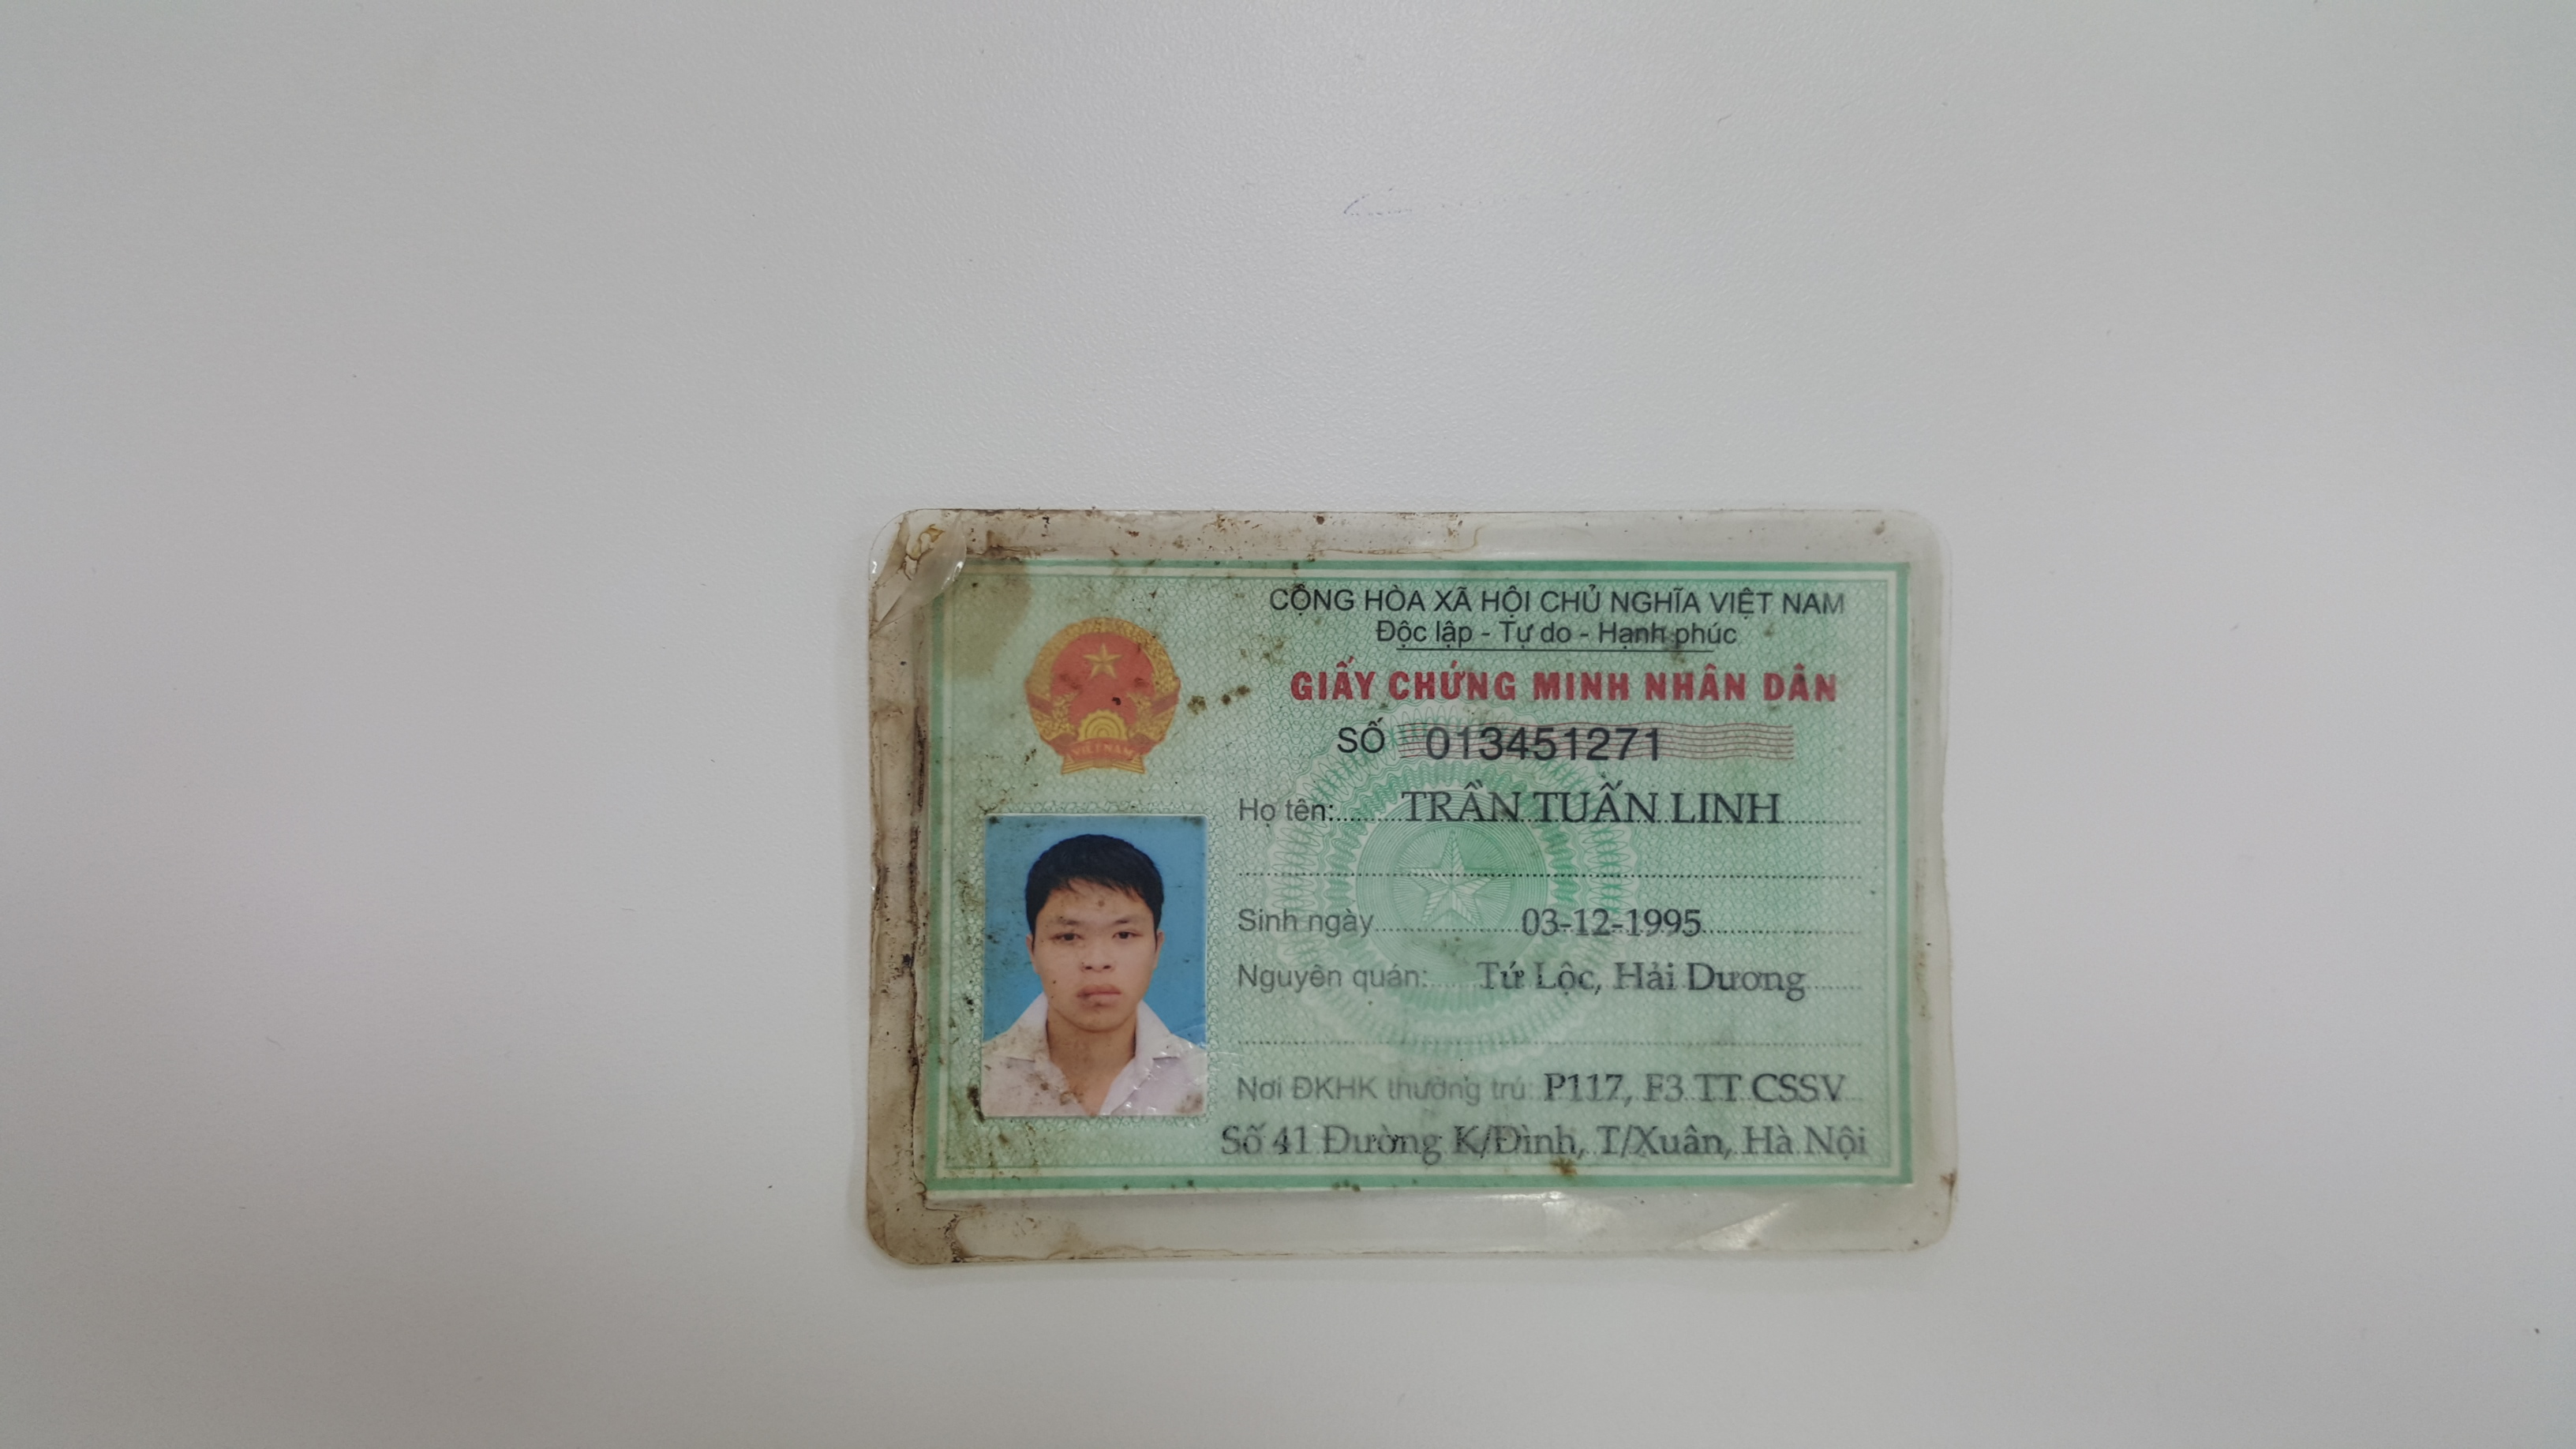 CỘNG HÒA XÃ HỘI CHỦ NGHĨA VIỆT NAM
Độc lập - Tự do - Hạnh phúc
GIẤY CHỨNG MINH NHÂN DÂN
SỐ 013451271
VIETNAM
Họ tên: TRẦN TUẤN LINH
Sinh ngày 03-12-1995
Nguyên quán: Tứ Lộc, Hải Dương
Nơi ĐKHK thường trú: P117, F3 TT CSSV
Số 41 Đường K/Đình, T/Xuân, Hà Nội